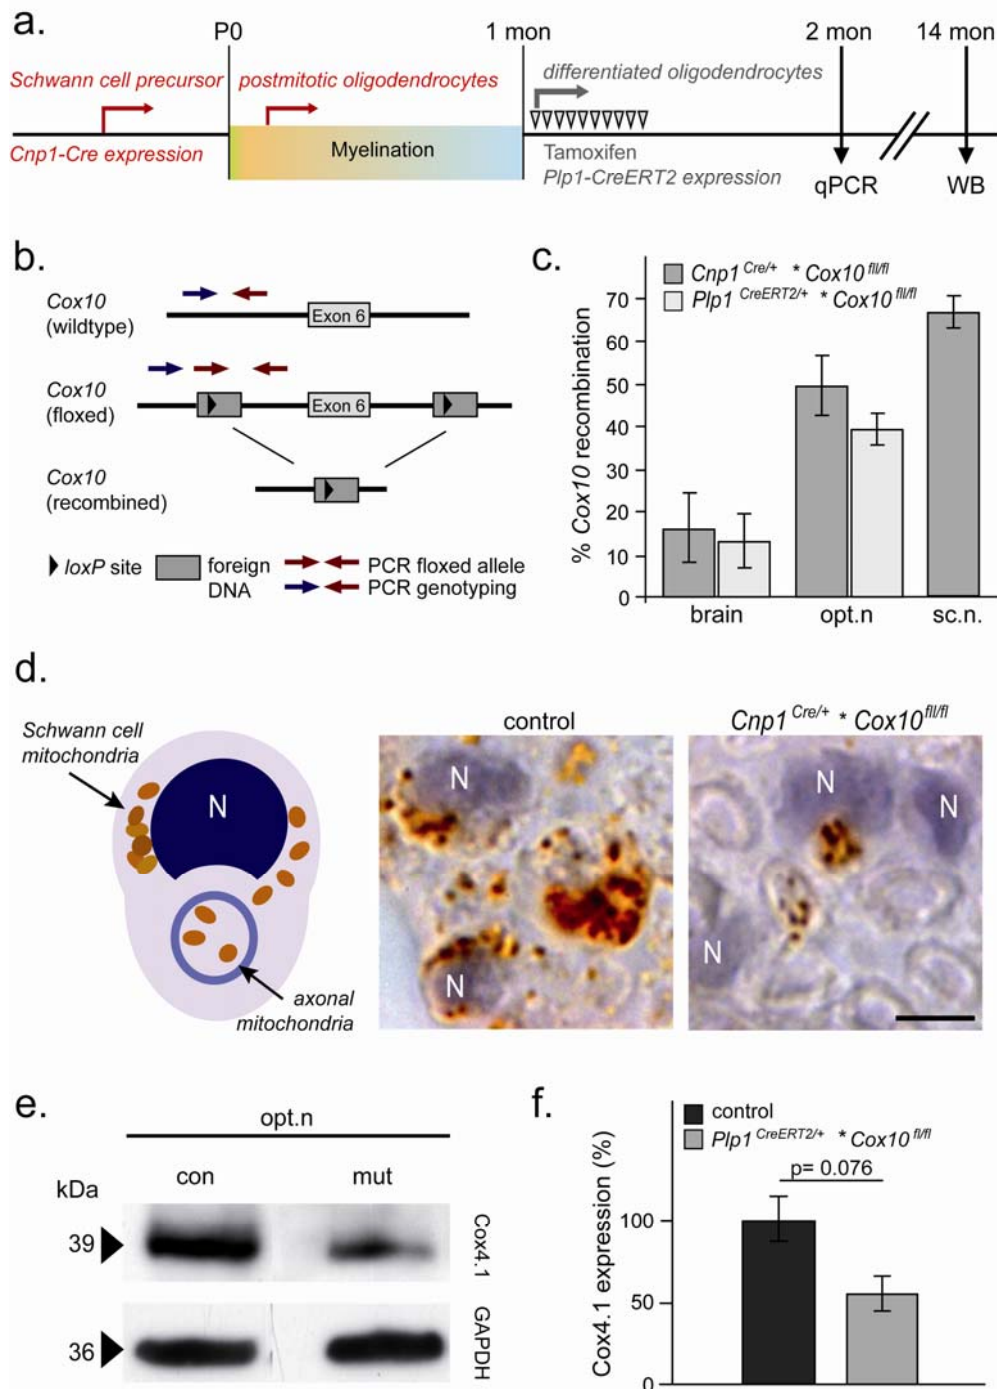 a.
P0
1 mon
2 mon
14 mon
Schwann cell precursor
postmitotic oligodendrocytes
differentiated oligodendrocytes
Myelination
Cnp1-Cre expression
Tamoxifen
Plp1-CreERT2 expression
qPCR
WB
b.
Cox10
(wildtype)
Exon 6
Cox10
(floxed)
Exon 6
Cox10
(recombined)
loxP site
foreign
DNA
PCR floxed allele
PCR genotyping
c.
Cnp1 Cre/+ * Cox10 fll/fl
Plp1 CreERT2/+ * Cox10 fll/fl
% Cox10 recombination
70
60
50
40
30
20
10
0
brain
opt.n
sc.n.
d.
Schwann cell
mitochondria
N
axonal
mitochondria
control
N
N
Cnp1 Cre/+ * Cox10 fll/fl
N
N
N
e.
opt.n
con
mut
kDa
39
Cox4.1
36
GAPDH
f.
control
Plp1 CreERT2/+ * Cox10 fl/fl
p= 0.076
Cox4.1 expression (%)
100
50
0